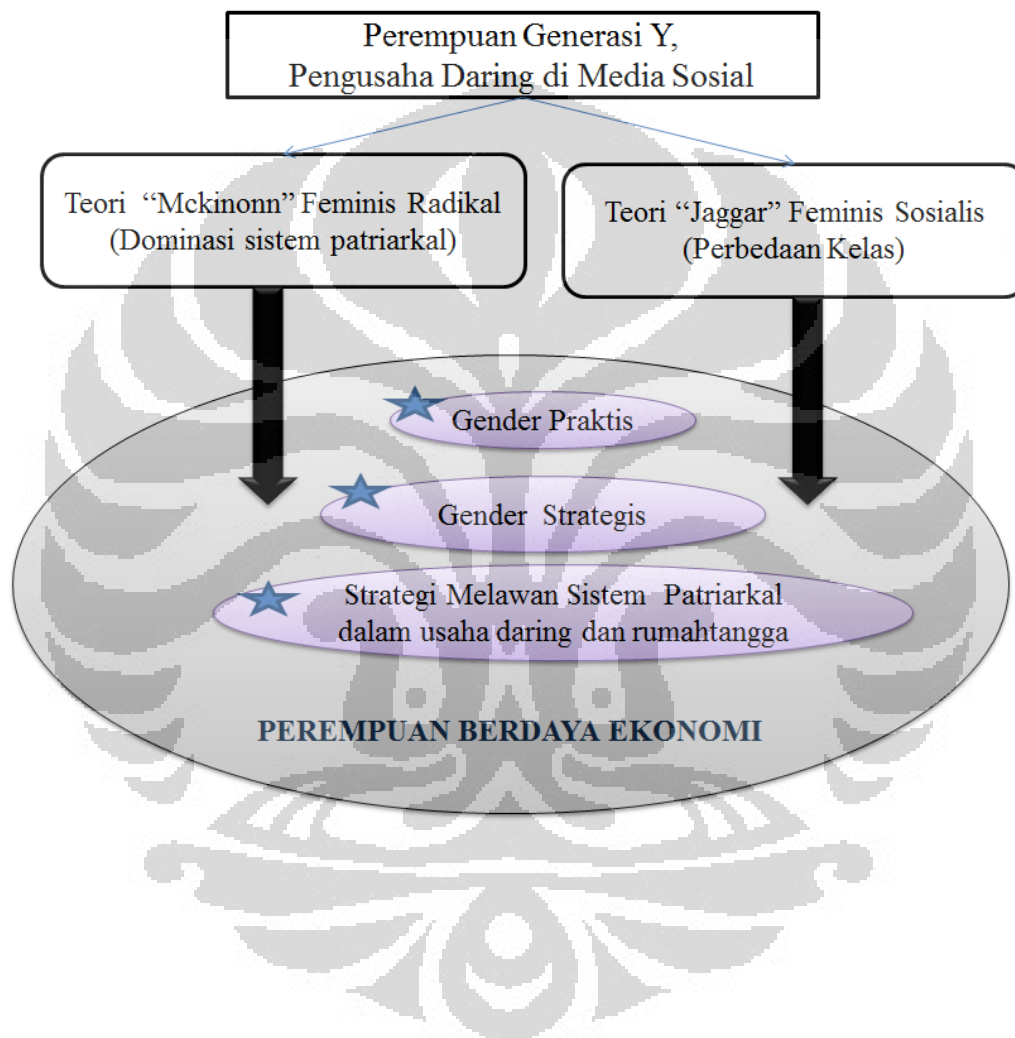 Perempuan Generasi Y,
Pengusaha Daring di Media Sosial
Teori “Mckinonn” Feminis Radikal
(Dominasi sistem patriarkal)
Teori “Jaggar” Feminis Sosialis
(Perbedaan Kelas)
Gender Praktis
Gender Strategis
Strategi Melawan Sistem Patriarkal
dalam usaha daring dan rumahtangga
PEREMPUAN BERDAYA EKONOMI